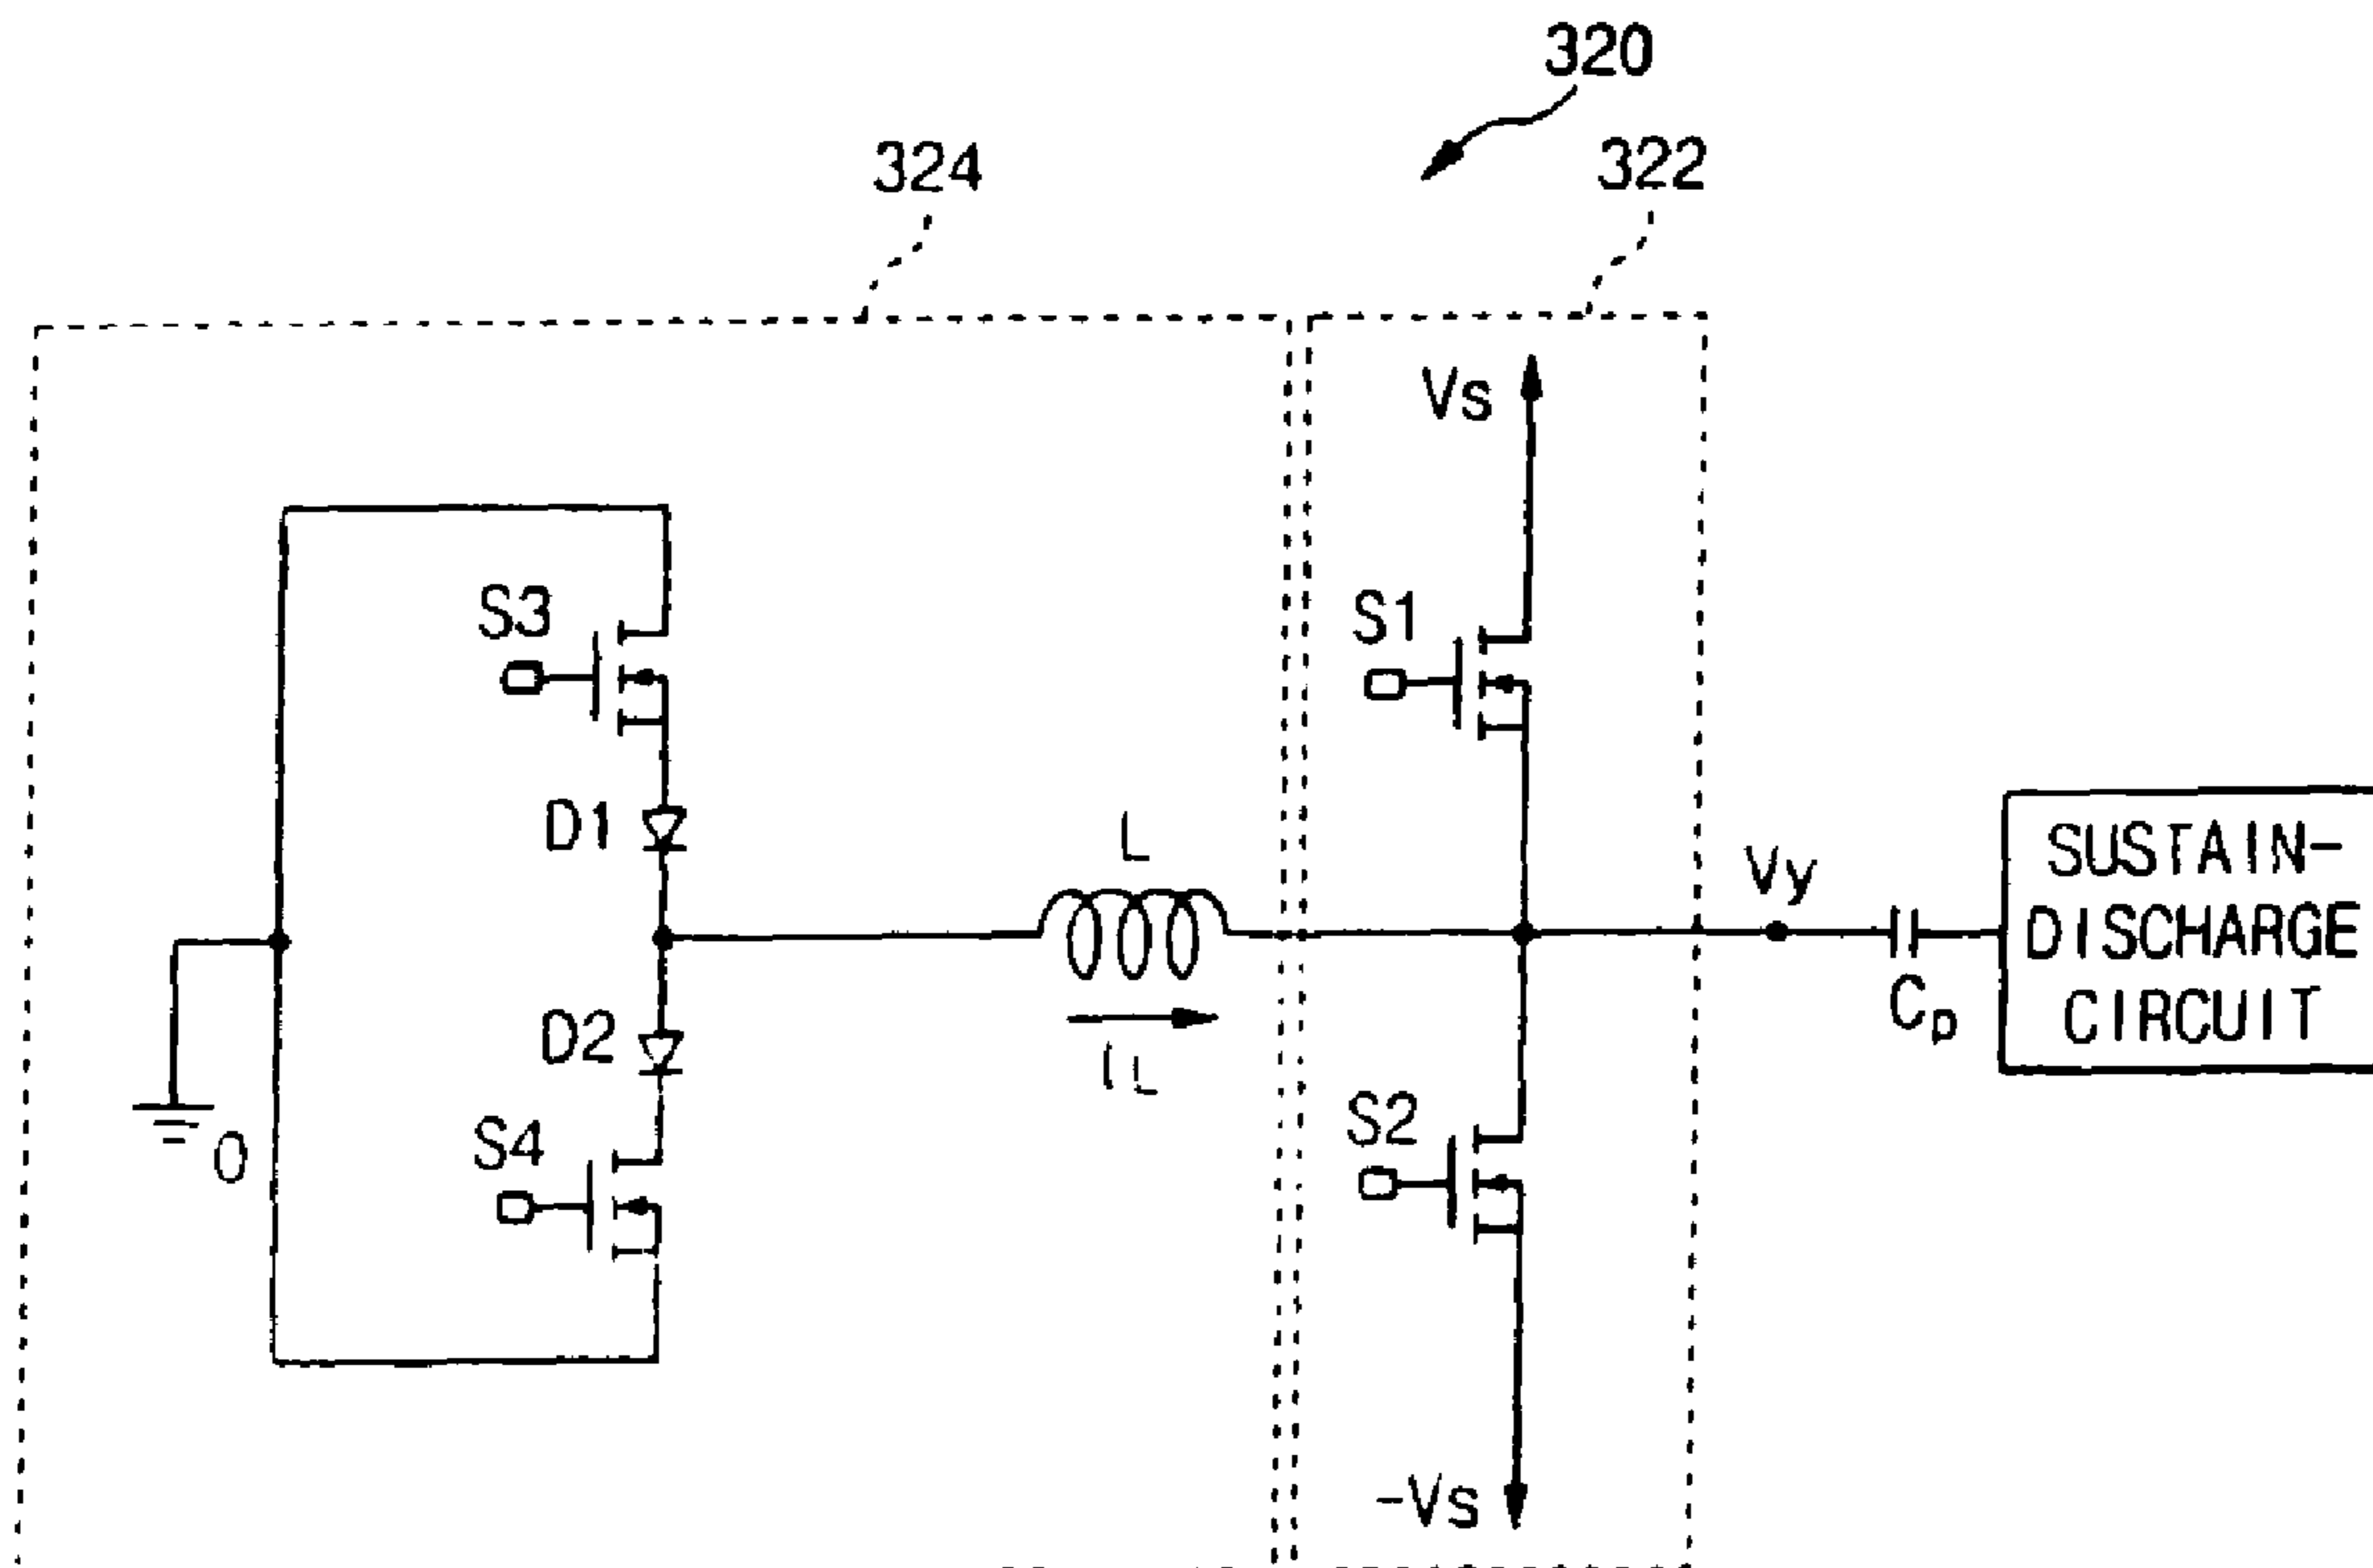 320
324
322
Vs
S3
S1
D1
L
Vy
SUSTAIN-
DISCHARGE
CIRCUIT
Cp
D2
IL
S2
S4
0
-Vs